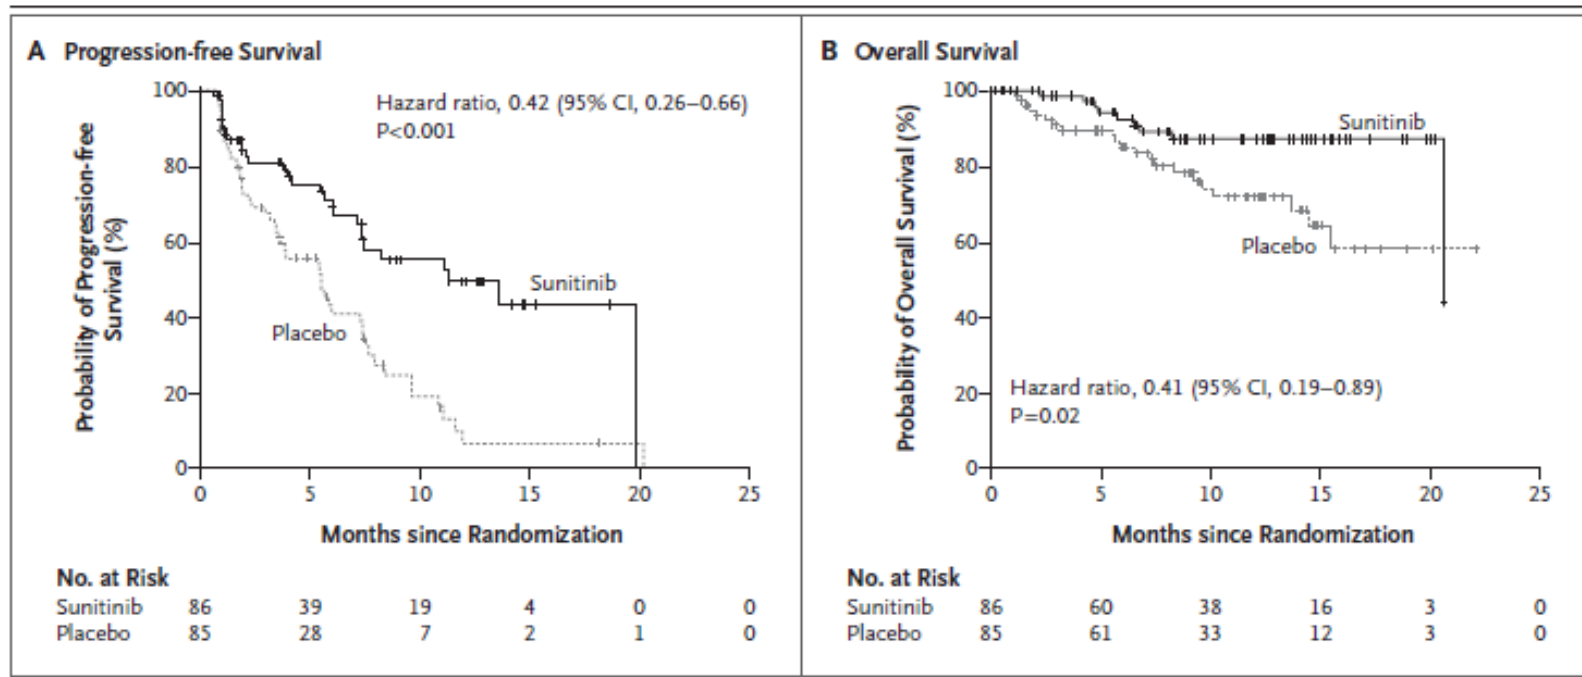 A Progression-free Survival
Probability of Progression-free
Survival (%)
100
80
60
40
20
0
Hazard ratio, 0.42 (95% CI, 0.26–0.66)
P<0.001
Sunitinib
Placebo
0 5 10 15 20 25
Months since Randomization
No. at Risk
Sunitinib 86 39 19 4 0 0
Placebo 85 28 7 2 1 0
B Overall Survival
Probability of Overall Survival (%)
100
80
60
40
20
0
Sunitinib
Placebo
Hazard ratio, 0.41 (95% CI, 0.19–0.89)
P=0.02
0 5 10 15 20 25
Months since Randomization
No. at Risk
Sunitinib 86 60 38 16 3 0
Placebo 85 61 33 12 3 0